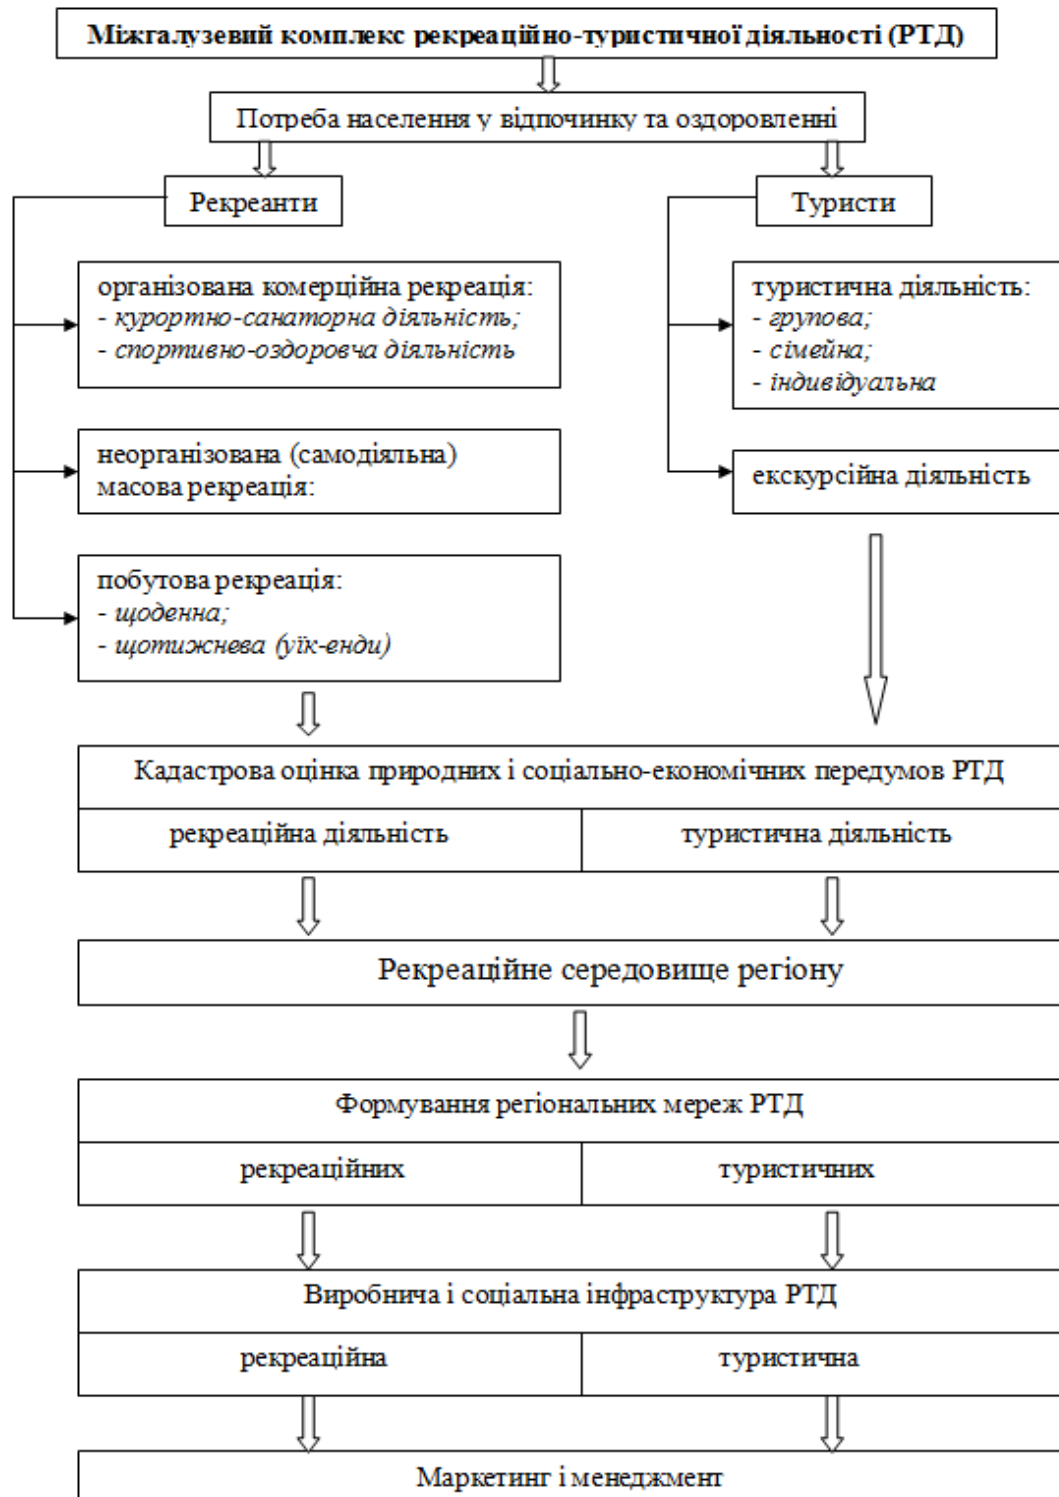 Міжгалузевий комплекс рекреаційно-туристичної діяльності (РТД)
Потреба населення у відпочинку та оздоровленні
Рекреанти
Туристи
організована комерційна рекреація:
- курортно-санаторна діяльність;
- спортивно-оздоровча діяльність
туристична діяльність:
- групова;
- сімейна;
- індивідуальна
неорганізована (самодіяльна)
масова рекреація:
екскурсійна діяльність
побутова рекреація:
- щоденна;
- щотижнева (уїк-енди)
Кадастрова оцінка природних і соціально-економічних передумов РТД
рекреаційна діяльність
туристична діяльність
Рекреаційне середовище регіону
Формування регіональних мереж РТД
рекреаційних
туристичних
Виробнича і соціальна інфраструктура РТД
рекреаційна
туристична
Маркетинг і менеджмент